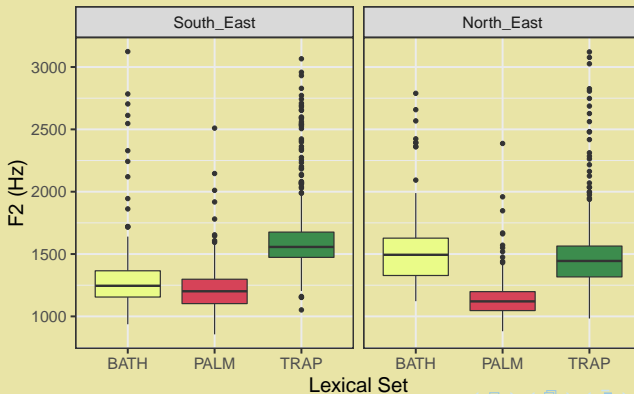 South_East North_East
3000
2500
2000
1500
1000
F2 (Hz)
BATH PALM TRAP BATH PALM TRAP
Lexical Set